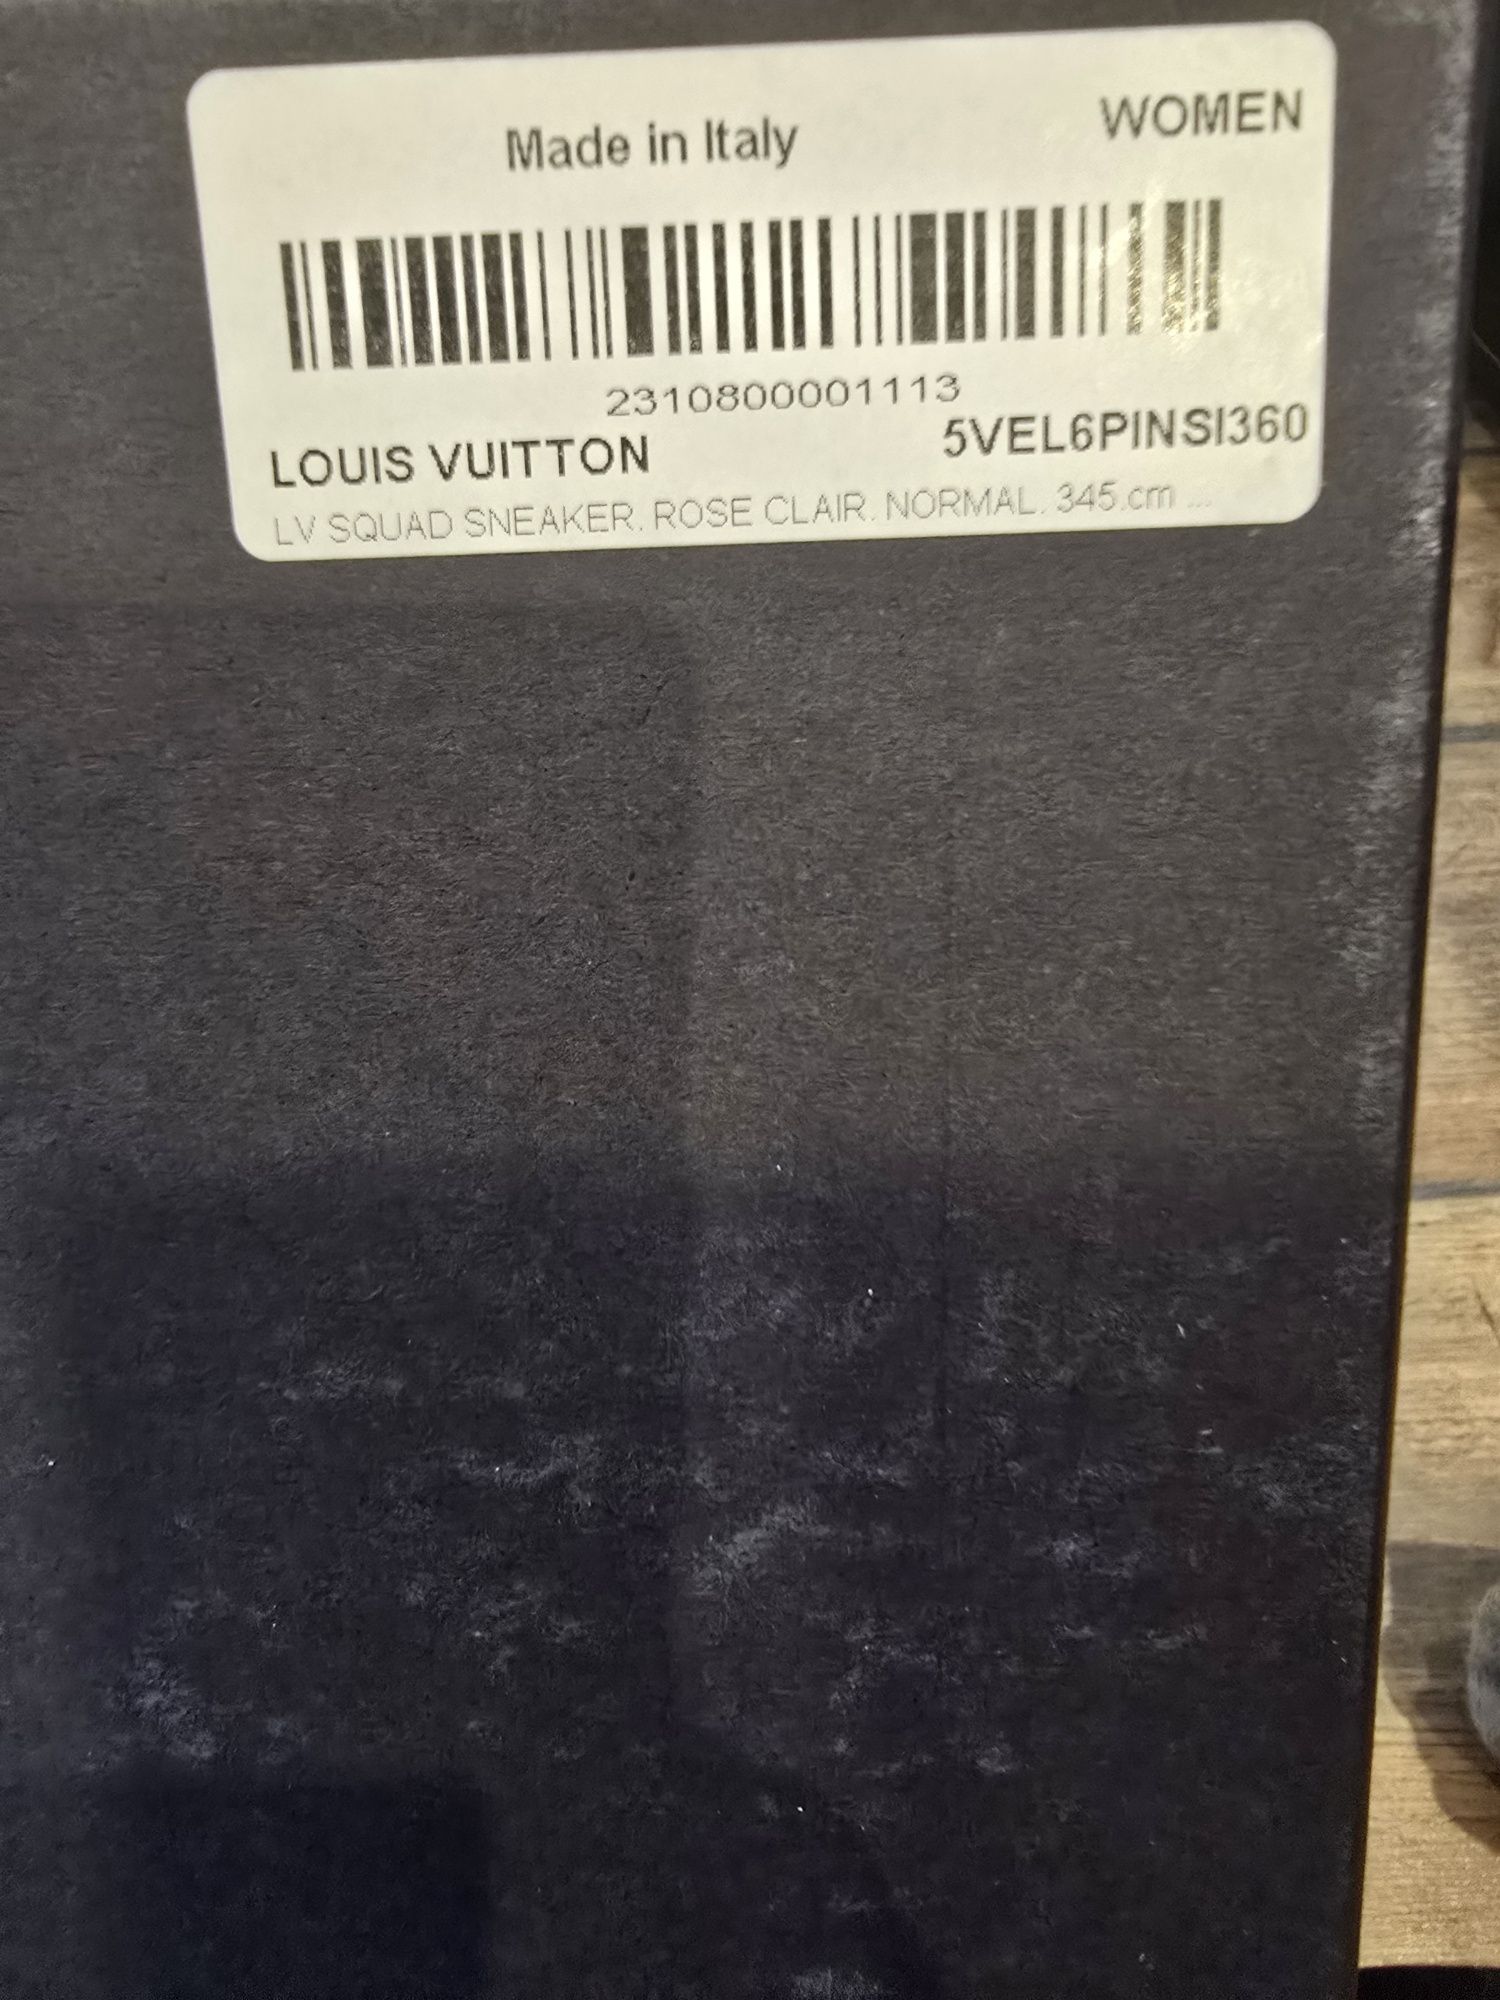 Made in Italy
WOMEN
2310800001113
LOUIS VUITTON
5VEL6PINSI360
LV SQUAD SNEAKER. ROSE CLAIR. NORMAL. 345.cm ...